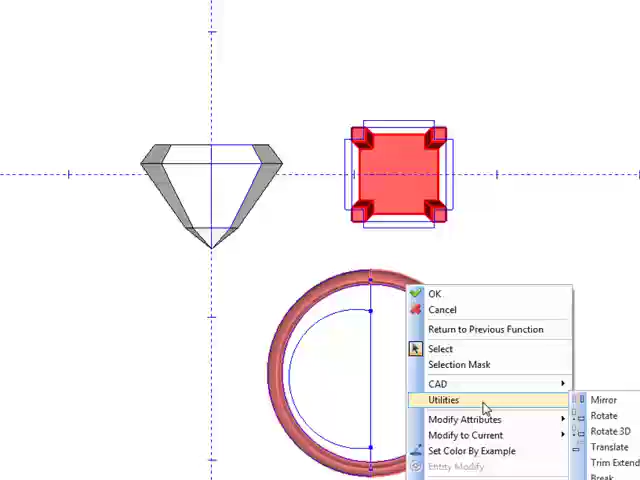 OK
Cancel
Return to Previous Function
Select
Selection Mask
CAD
Utilities
Modify Attributes
Modify to Current
Set Color By Example
Entity Modify
Mirror
Rotate
Rotate 3D
Translate
Trim Extend
Break